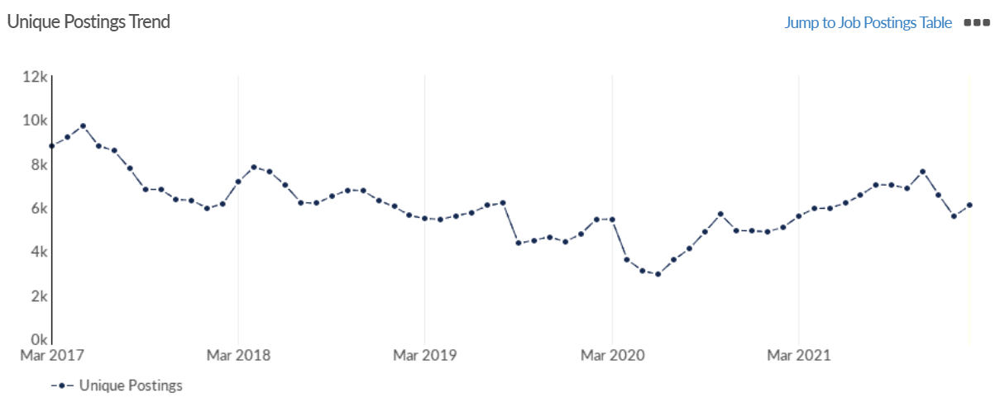 Unique Postings Trend
Jump to Job Postings Table
12k
10k
8k
6k
4k
2k
0k
Mar 2017
Mar 2018
Mar 2019
Mar 2020
Mar 2021
Unique Postings